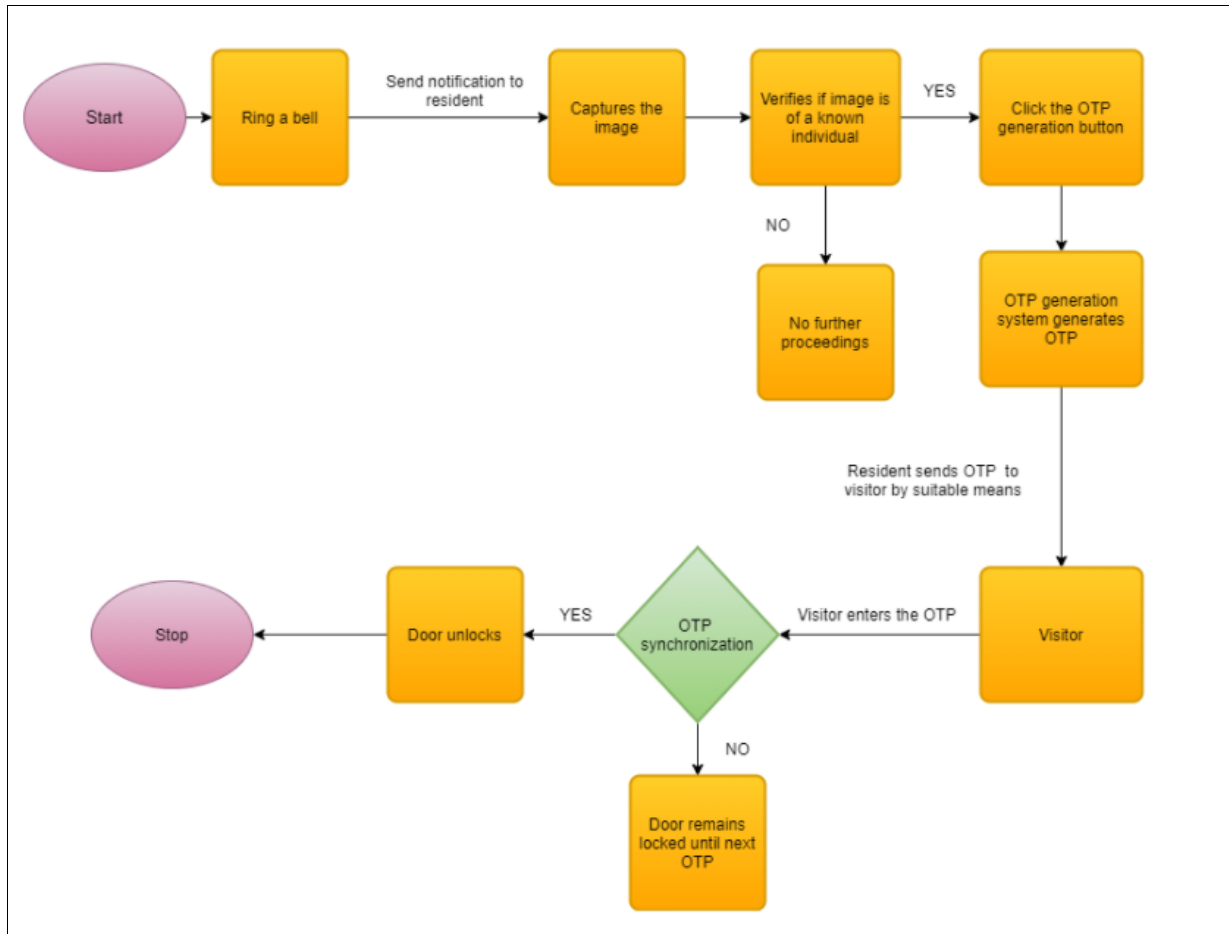 Start
Ring a bell
Send notification to
resident
Captures the
image
Verifies if image is
of a known
individual
YES
Click the OTP
generation button
NO
No further
proceedings
OTP generation
system generates
OTP
Resident sends OTP to
visitor by suitable means
Visitor
Visitor enters the OTP
OTP
synchronization
YES
Door unlocks
Stop
NO
Door remains
locked until next
OTP